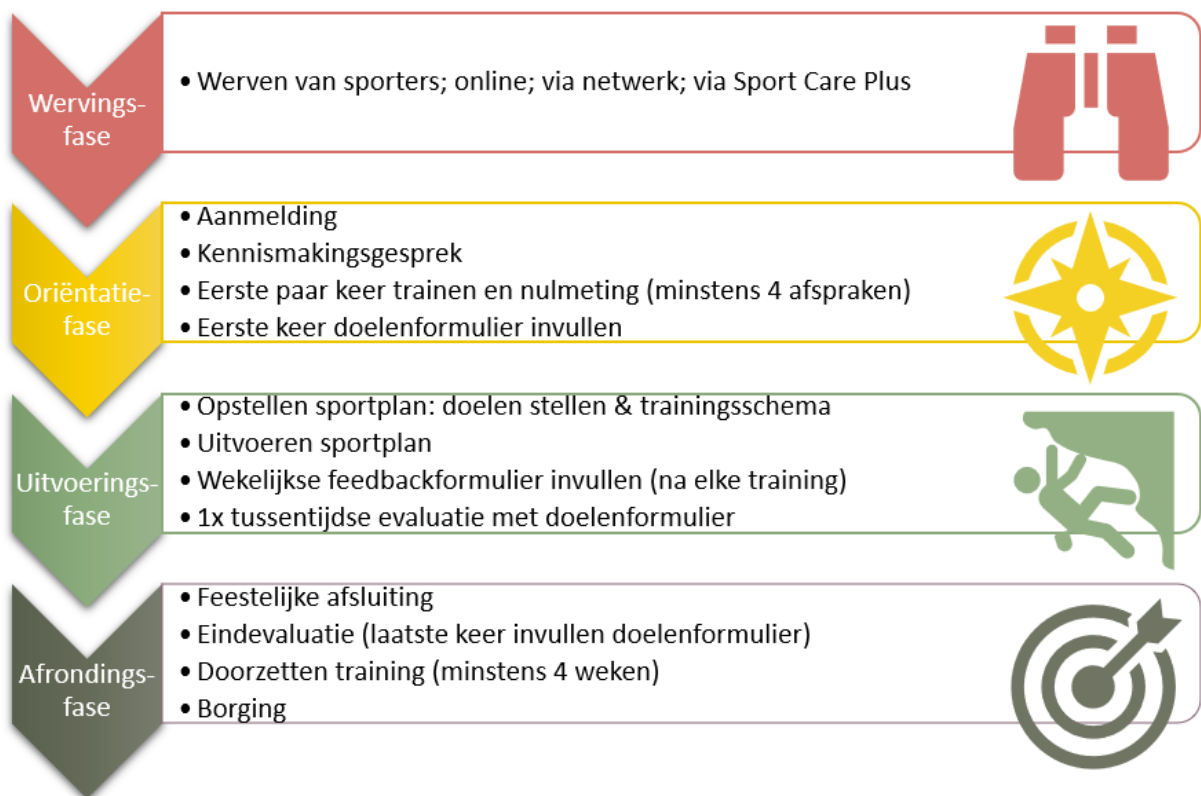 Wervings-
fase
• Werven van sporters; online; via netwerk; via Sport Care Plus
Oriëntatie-
fase
• Aanmelding
• Kennismakingsgesprek
• Eerste paar keer trainen en nulmeting (minstens 4 afspraken)
• Eerste keer doelenformulier invullen
Uitvoerings-
fase
• Opstellen sportplan: doelen stellen & trainingsschema
• Uitvoeren sportplan
• Wekelijkse feedbackformulier invullen (na elke training)
• 1x tussentijdse evaluatie met doelenformulier
Afrondings-
fase
• Feestelijke afsluiting
• Eindevaluatie (laatste keer invullen doelenformulier)
• Doorzetten training (minstens 4 weken)
• Borging